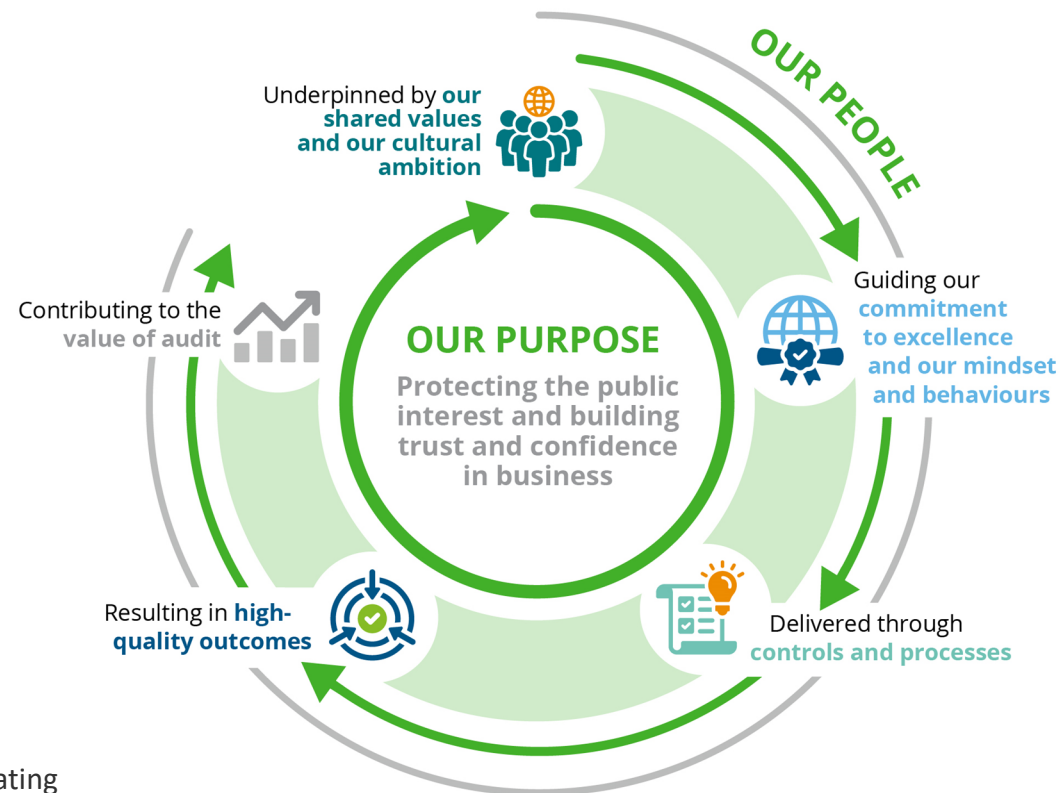 OUR PEOPLE
Underpinned by our
shared values
and our cultural
ambition
Guiding our
commitment
to excellence
and our mindset
and behaviours
Contributing to the
value of audit
OUR PURPOSE
Protecting the public
interest and building
trust and confidence
in business
Resulting in high-
quality outcomes
Delivered through
controls and processes
ating